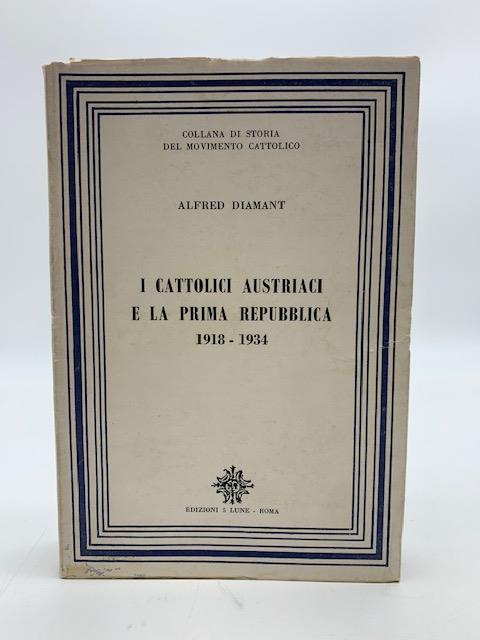 COLLANA DI STORIA
DEL MOVIMENTO CATTOLICO
ALFRED DIAMANT
I CATTOLICI AUSTRIACI
E LA PRIMA REPUBBLICA
1918 - 1934
EDIZIONI 5 LUNE - ROMA